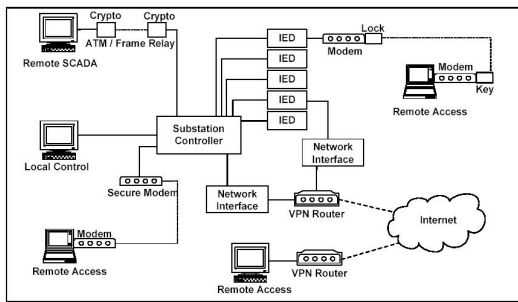 Crypto
Crypto
ATM / Frame Relay
Remote SCADA
IED
IED
IED
IED
IED
Modem
Lock
Modem
Key
Remote Access
Substation
Controller
Local Control
Secure Modem
Network
Interface
Network
Interface
VPN Router
Internet
Modem
Remote Access
Remote Access
VPN Router